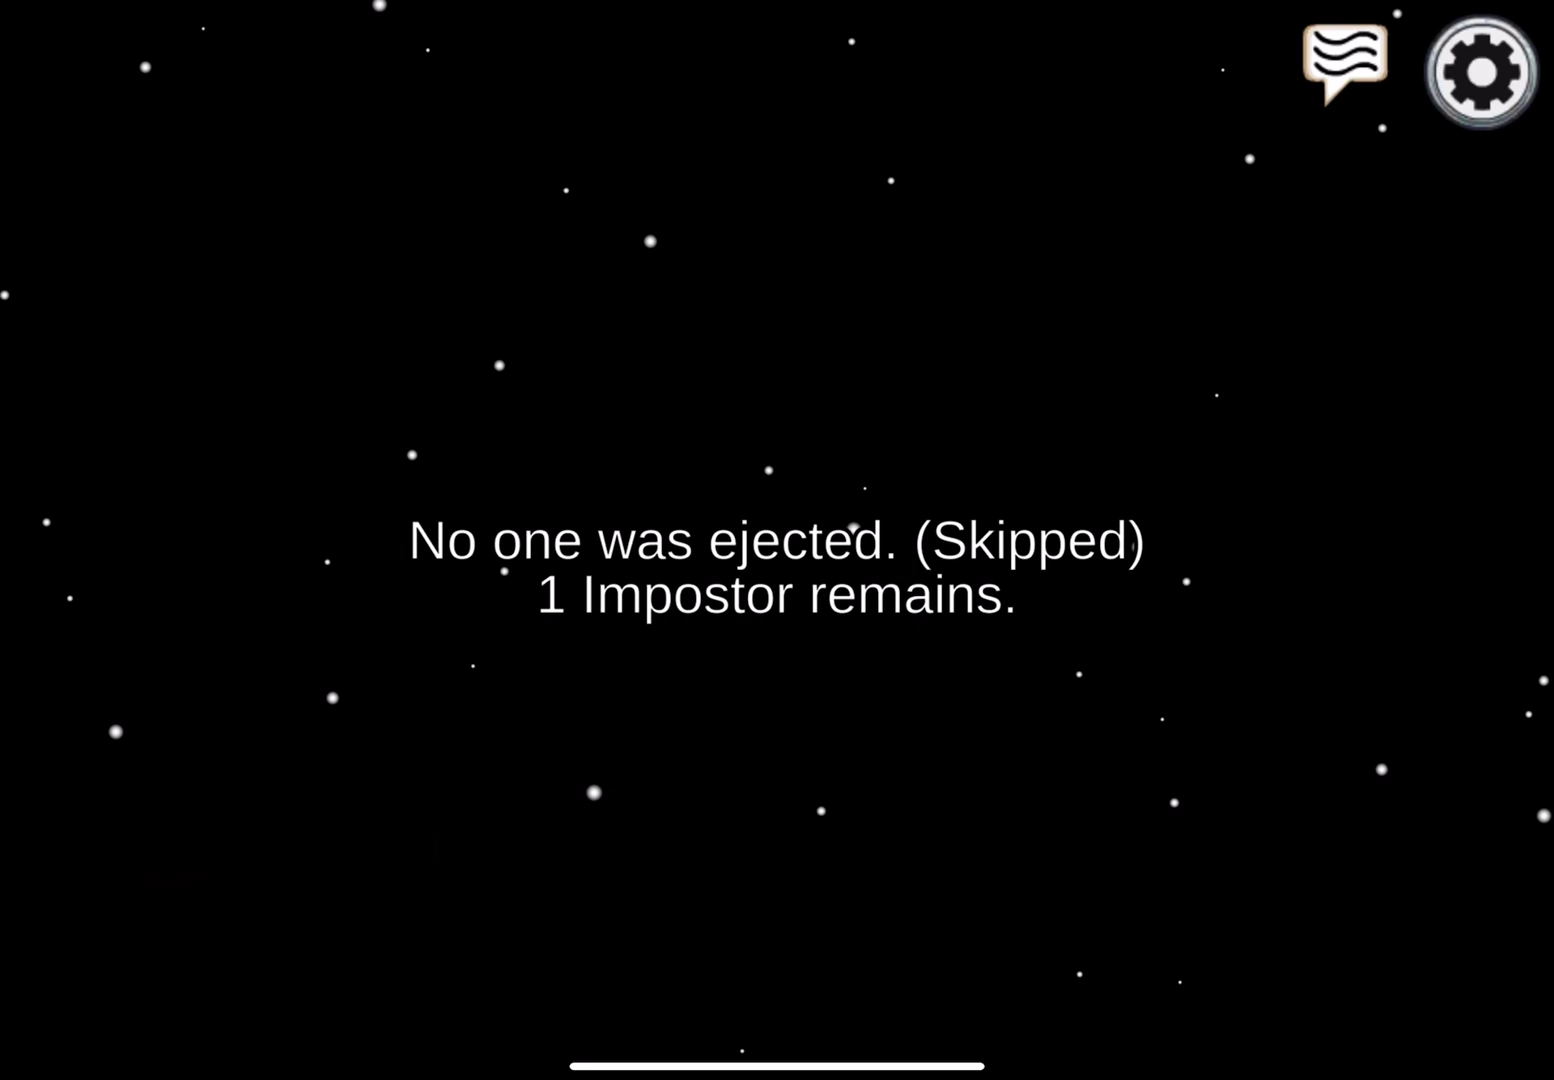 No one was ejected. (Skipped)
1 Impostor remains.